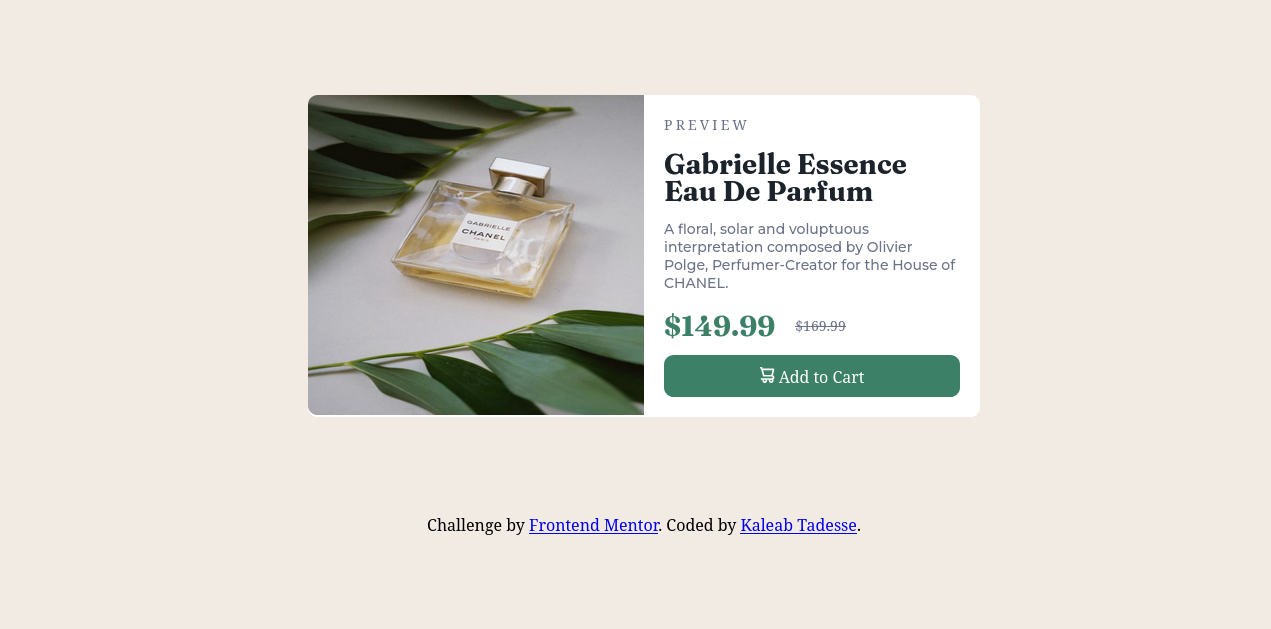 GABRIELLE
CHANEL
PARIS
PREVIEW
Gabrielle Essence
Eau De Parfum
A floral, solar and voluptuous
interpretation composed by Olivier
Polge, Perfumer-Creator for the House of
CHANEL.
$149.99 $169.99
Add to Cart
Challenge by Frontend Mentor. Coded by Kaleab Tadesse.